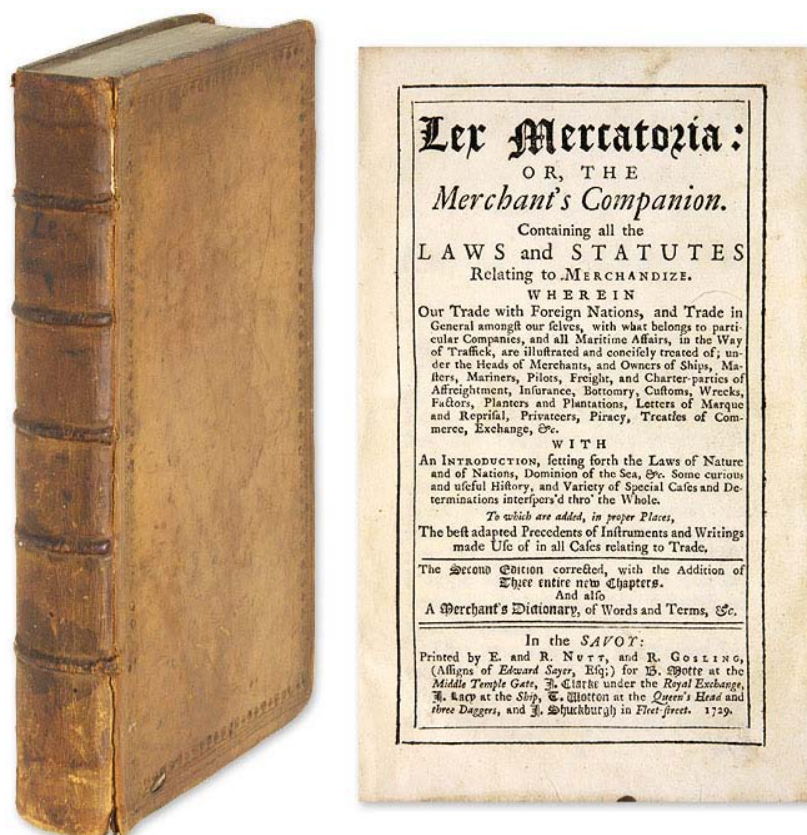 Lex Mercatoria:
OR, THE
Merchant's Companion.
Containing all the
LAWS and STATUTES
Relating to MERCHANDIZE.
WHEREIN
Our Trade with Foreign Nations, and Trade in
General amongſt our ſelves, with what belongs to parti-
cular Companies, and all Maritime Affairs, in the Way
of Traffick, are illuſtrated and conciſely treated of; un-
der the Heads of Merchants, and Owners of Ships, Ma-
ſters, Mariners, Pilots, Freight, and Charter-parties of
Affreightment, Inſurance, Bottomry, Cuſtoms, Wrecks,
Factors, Planters and Plantations, Letters of Marque
and Repriſal, Privateers, Piracy, Treaties of Com-
merce, Exchange, &c.
WITH
An INTRODUCTION, ſetting forth the Laws of Nature
and of Nations, Dominion of the Sea, &c. Some curious
and uſeful Hiſtory, and Variety of Special Caſes and De-
terminations interſpers'd thro' the Whole.
To which are added, in proper Places,
The beſt adapted Precedents of Inſtruments and Writings
made Uſe of in all Caſes relating to Trade.
The Second Edition corrected, with the Addition of
Three entire new Chapters.
And alſo
A Merchant's Dictionary, of Words and Terms, &c.
In the SAVOY:
Printed by E. and R. NUTT, and R. GOSLING,
(Aſſigns of Edward Sayer, Eſq;) for B. Motte at the
Middle Temple Gate, J. Clarke under the Royal Exchange,
J. Lacy at the Ship, T. Wotton at the Queen's Head and
three Daggers, and J. Shuckburgh in Fleet-ſtreet. 1729.